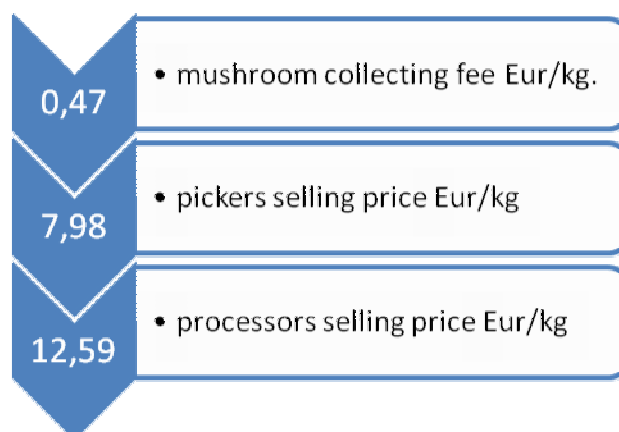 0,47
• mushroom collecting fee Eur/kg.
7,98
• pickers selling price Eur/kg
12,59
• processors selling price Eur/kg